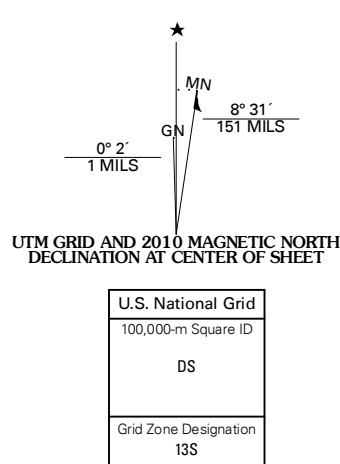 MN
8° 31´
151 MILS
GN
0° 2´
1 MILS
UTM GRID AND 2010 MAGNETIC NORTH
DECLINATION AT CENTER OF SHEET
U.S. National Grid
100,000-m Square ID
DS
Grid Zone Designation
13S